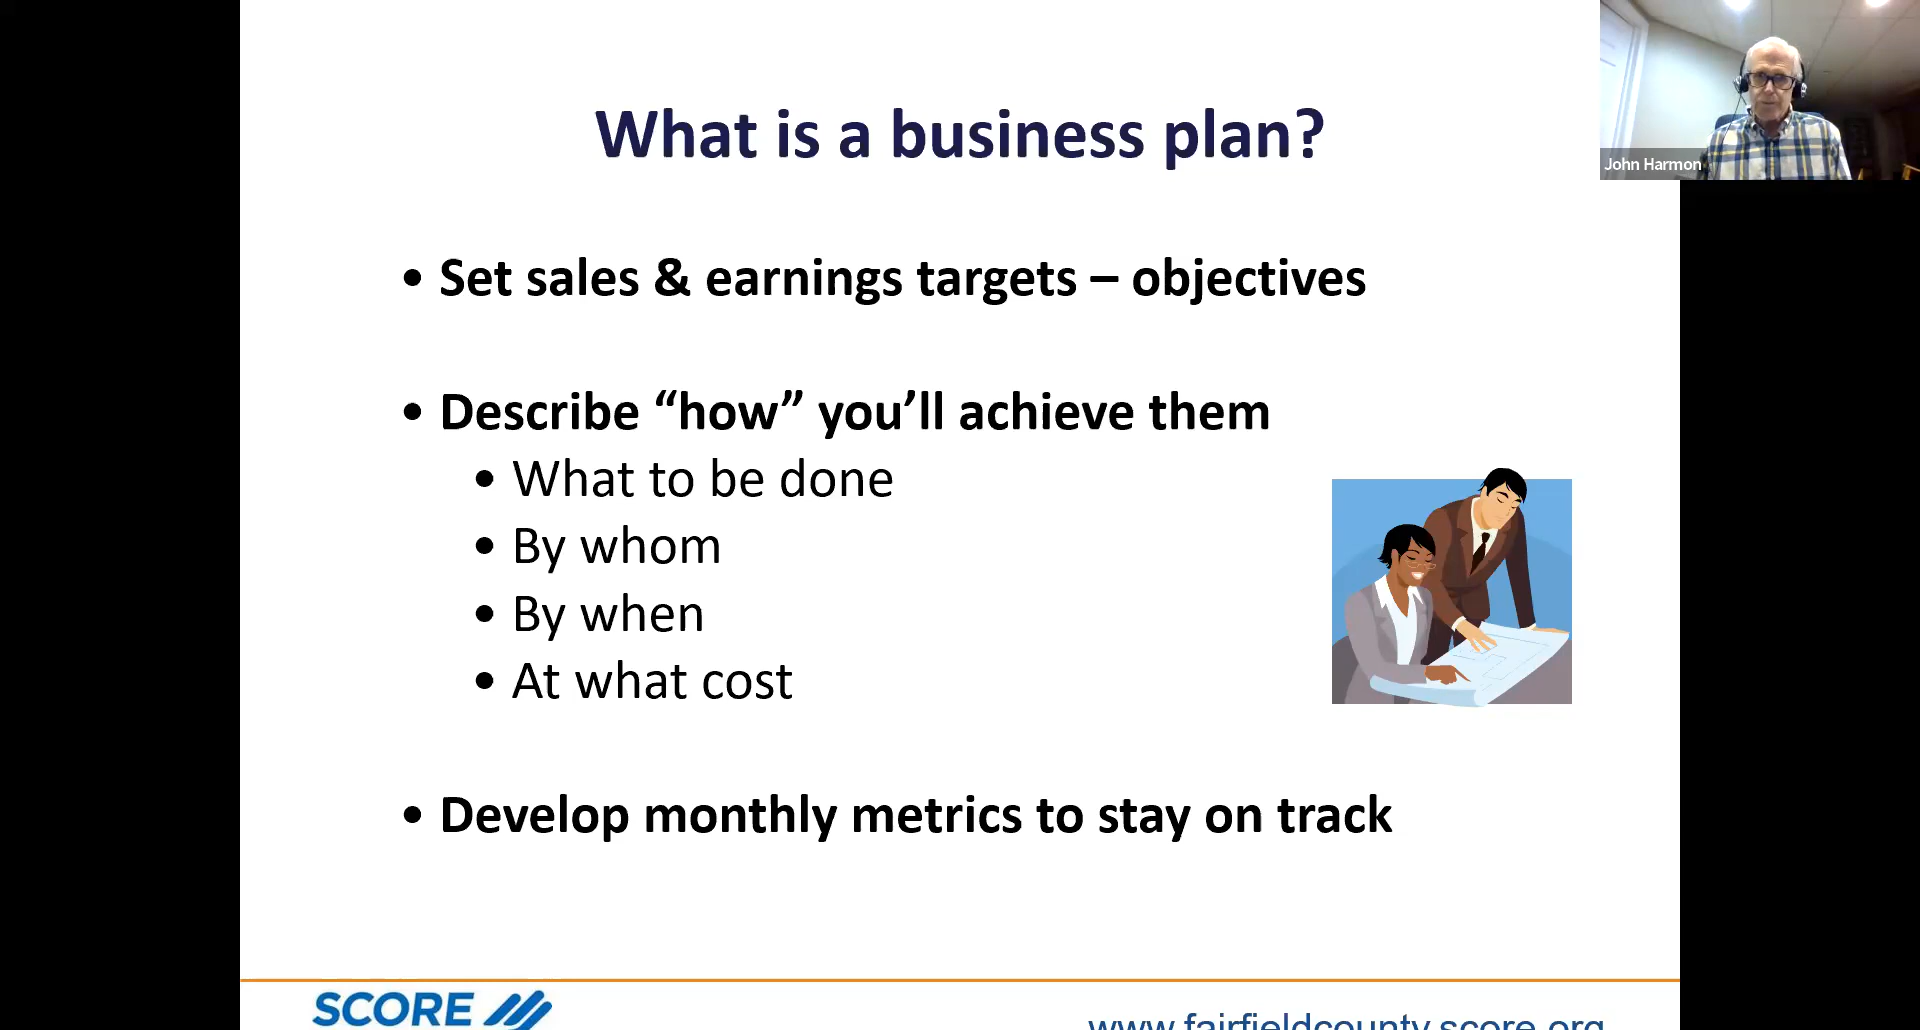 What is a business plan?
John Harmon
• Set sales & earnings targets – objectives
• Describe “how” you’ll achieve them
• What to be done
• By whom
• By when
• At what cost
• Develop monthly metrics to stay on track
SCORE
www.fairfieldcounty.score.org